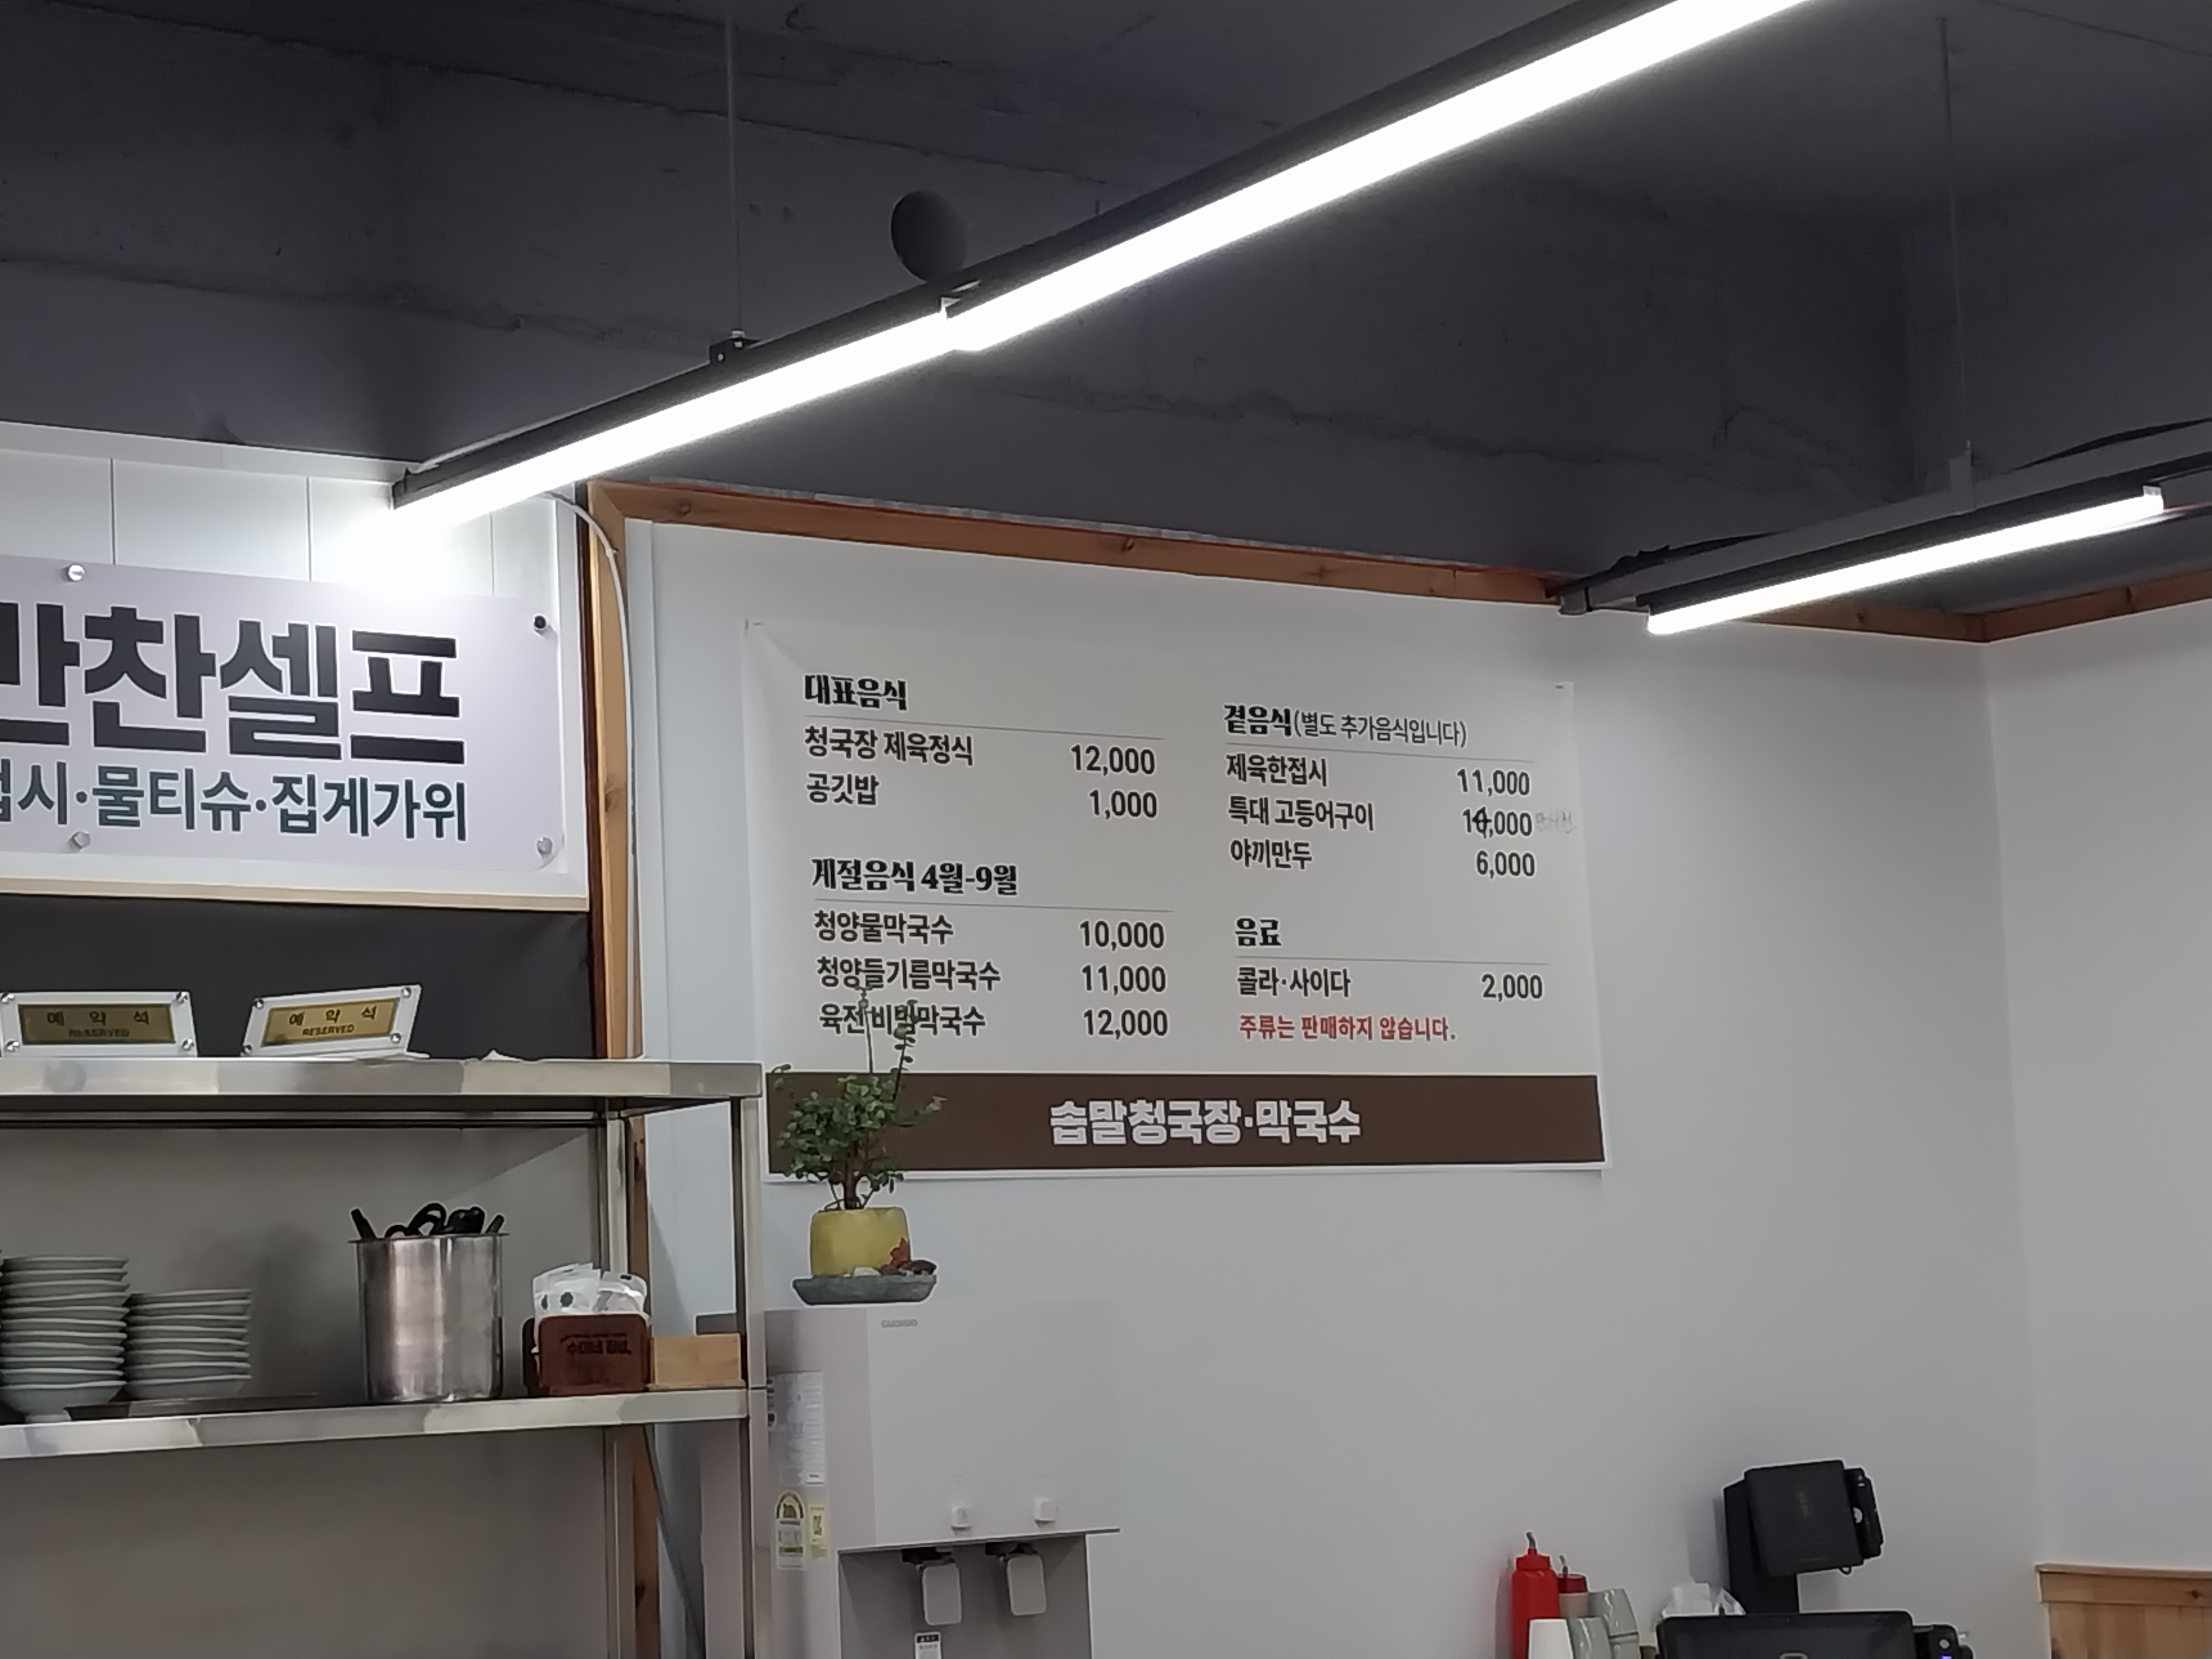 반찬셀프
접시·물티슈·집게가위
예약석
RESERVED
예약석
RESERVED
대표음식
청국장 제육정식 12,000
공깃밥 1,000
계절음식 4월-9월
청양물막국수 10,000
청양들기름막국수 11,000
육전비빔막국수 12,000
곁음식(별도 추가음식입니다)
제육한접시 11,000
특대 고등어구이 14,000
야끼만두 6,000
음료
콜라·사이다 2,000
주류는 판매하지 않습니다.
솝말청국장·막국수